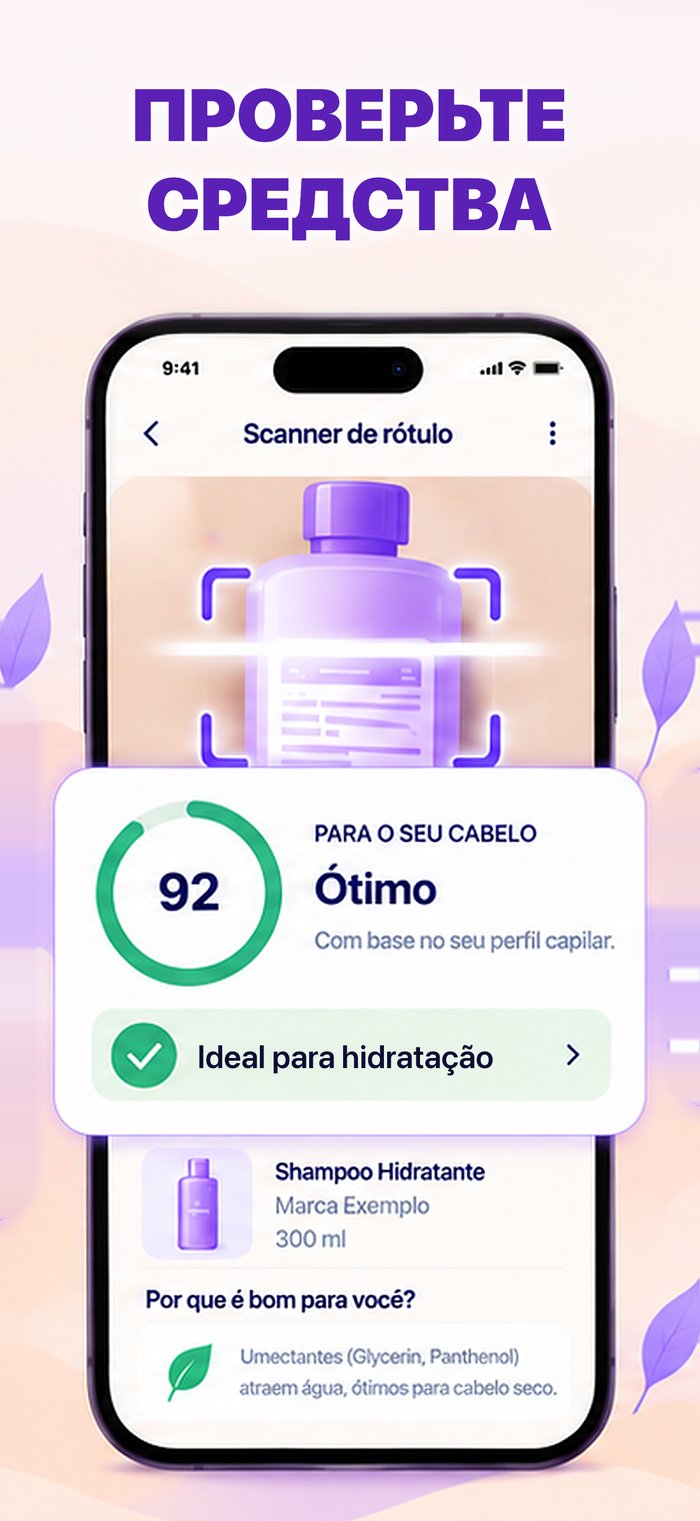 ПРОВЕРЬТЕ
СРЕДСТВА
9:41
Scanner de rótulo
92
PARA O SEU CABELO
Ótimo
Com base no seu perfil capilar.
Ideal para hidratação
Shampoo Hidratante
Marca Exemplo
300 ml
Por que é bom para você?
Umectantes (Glycerin, Panthenol)
atraem água, ótimos para cabelo seco.